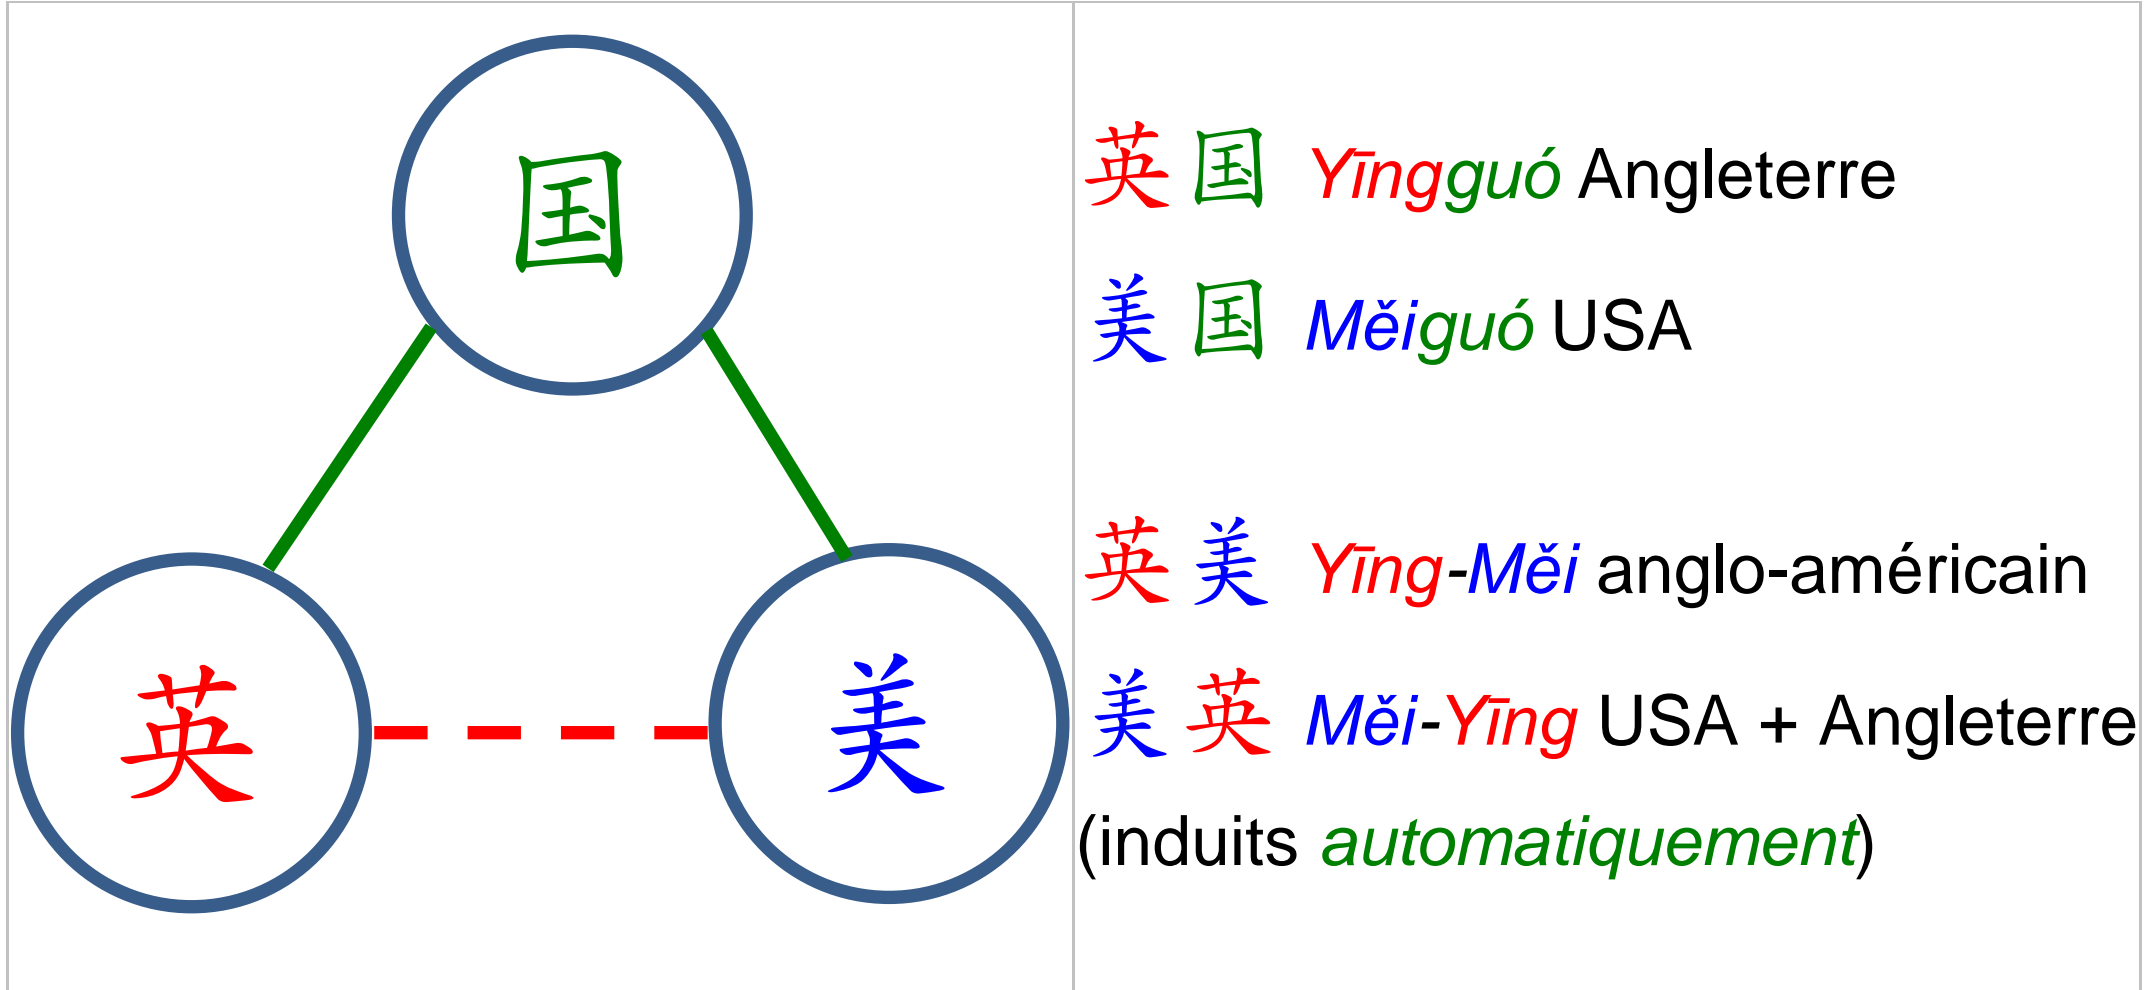 国
英
美
英国 Yīngguó Angleterre
美国 Měiguó USA
英美 Yīng-Měi anglo-américain
美英 Měi-Yīng USA + Angleterre
(induits automatiquement)